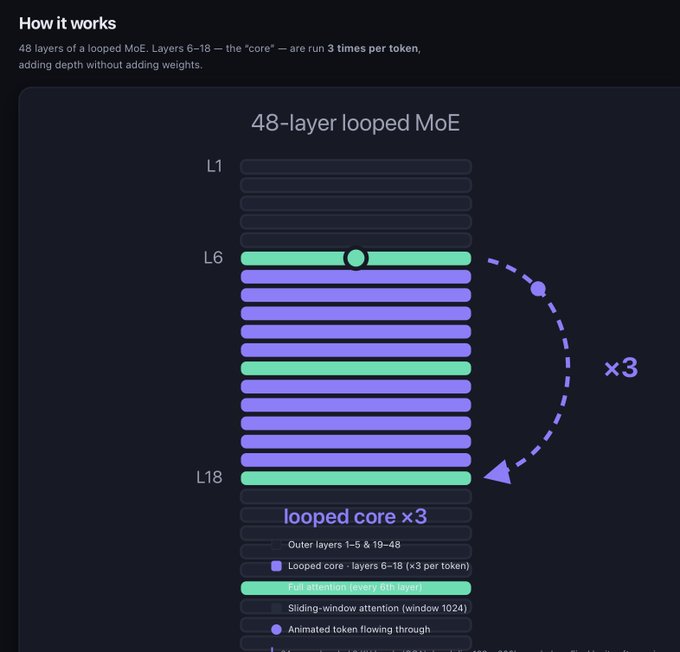 How it works
48 layers of a looped MoE. Layers 6–18 — the “core” — are run 3 times per token,
adding depth without adding weights.
48-layer looped MoE
L1
L6
×3
L18
looped core ×3
Outer layers 1–5 & 19–48
Looped core · layers 6–18 (×3 per token)
Full attention (every 6th layer)
Sliding-window attention (window 1024)
Animated token flowing through